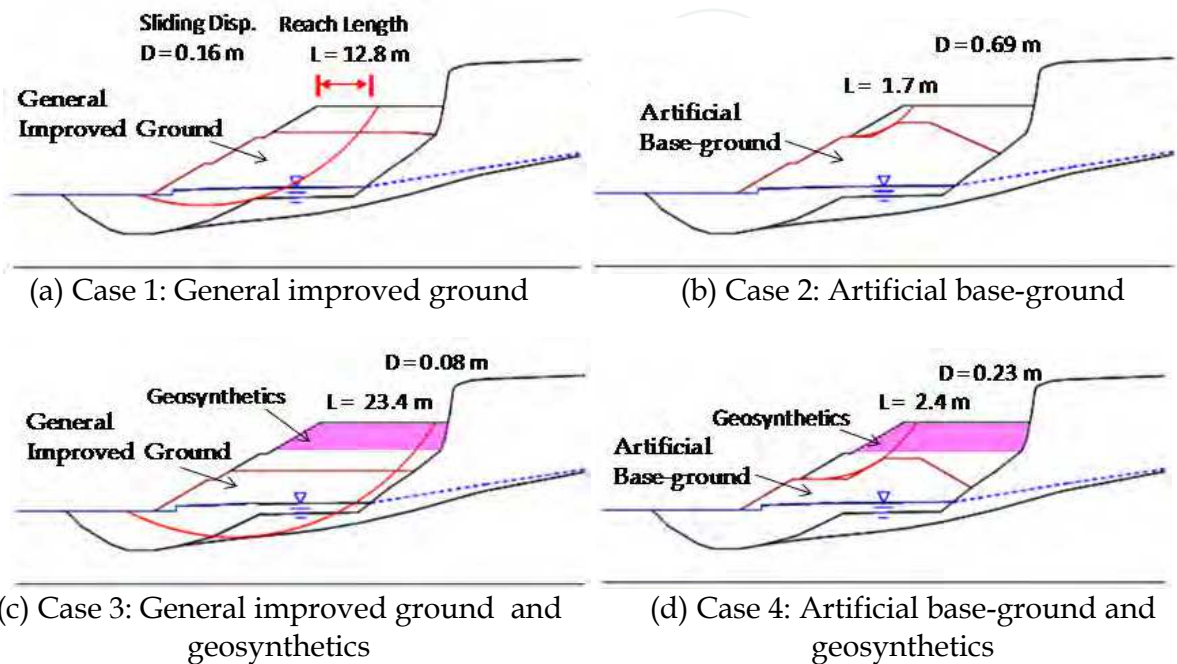 Sliding Disp. Reach Length
D=0.16 m L= 12.8 m
General
Improved Ground
(a) Case 1: General improved ground
D=0.69 m
L= 1.7 m
Artificial
Base-ground
(b) Case 2: Artificial base-ground
D=0.08 m
Geosynthetics
L= 23.4 m
General
Improved Ground
(c) Case 3: General improved ground and
geosynthetics
D=0.23 m
Geosynthetics L= 2.4 m
Artificial
Base-ground
(d) Case 4: Artificial base-ground and
geosynthetics